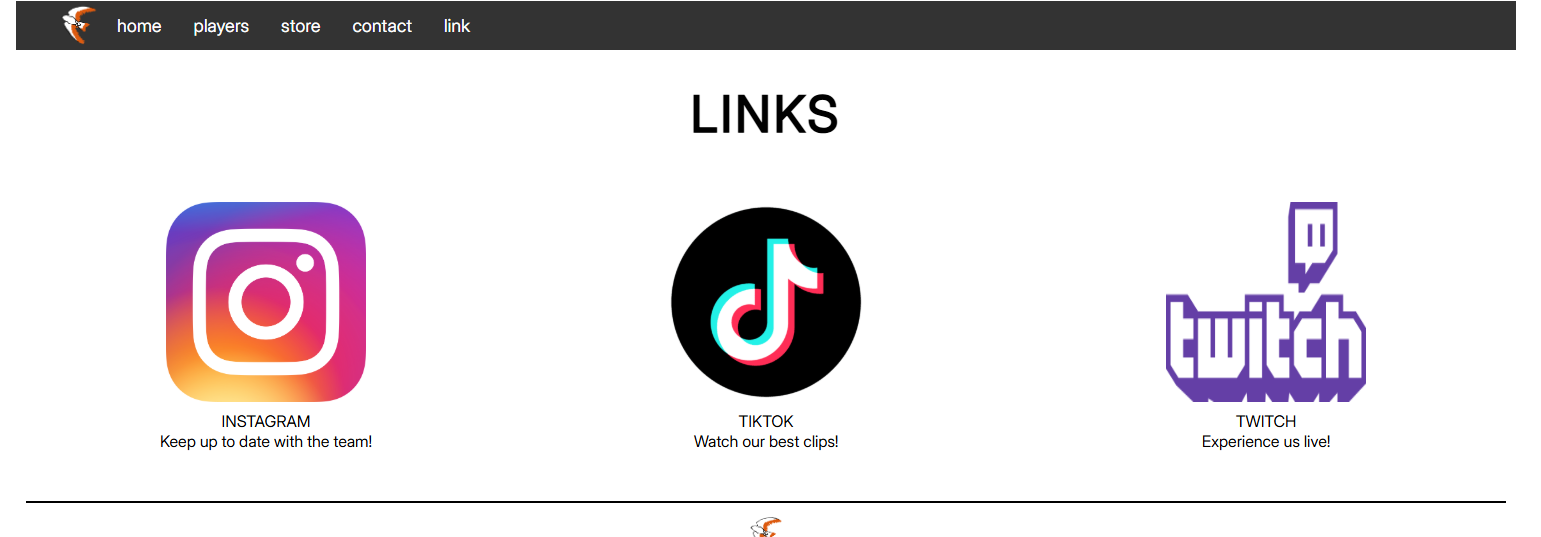 home players store contact link
LINKS
twitch
INSTAGRAM
Keep up to date with the team!
TIKTOK
Watch our best clips!
TWITCH
Experience us live!